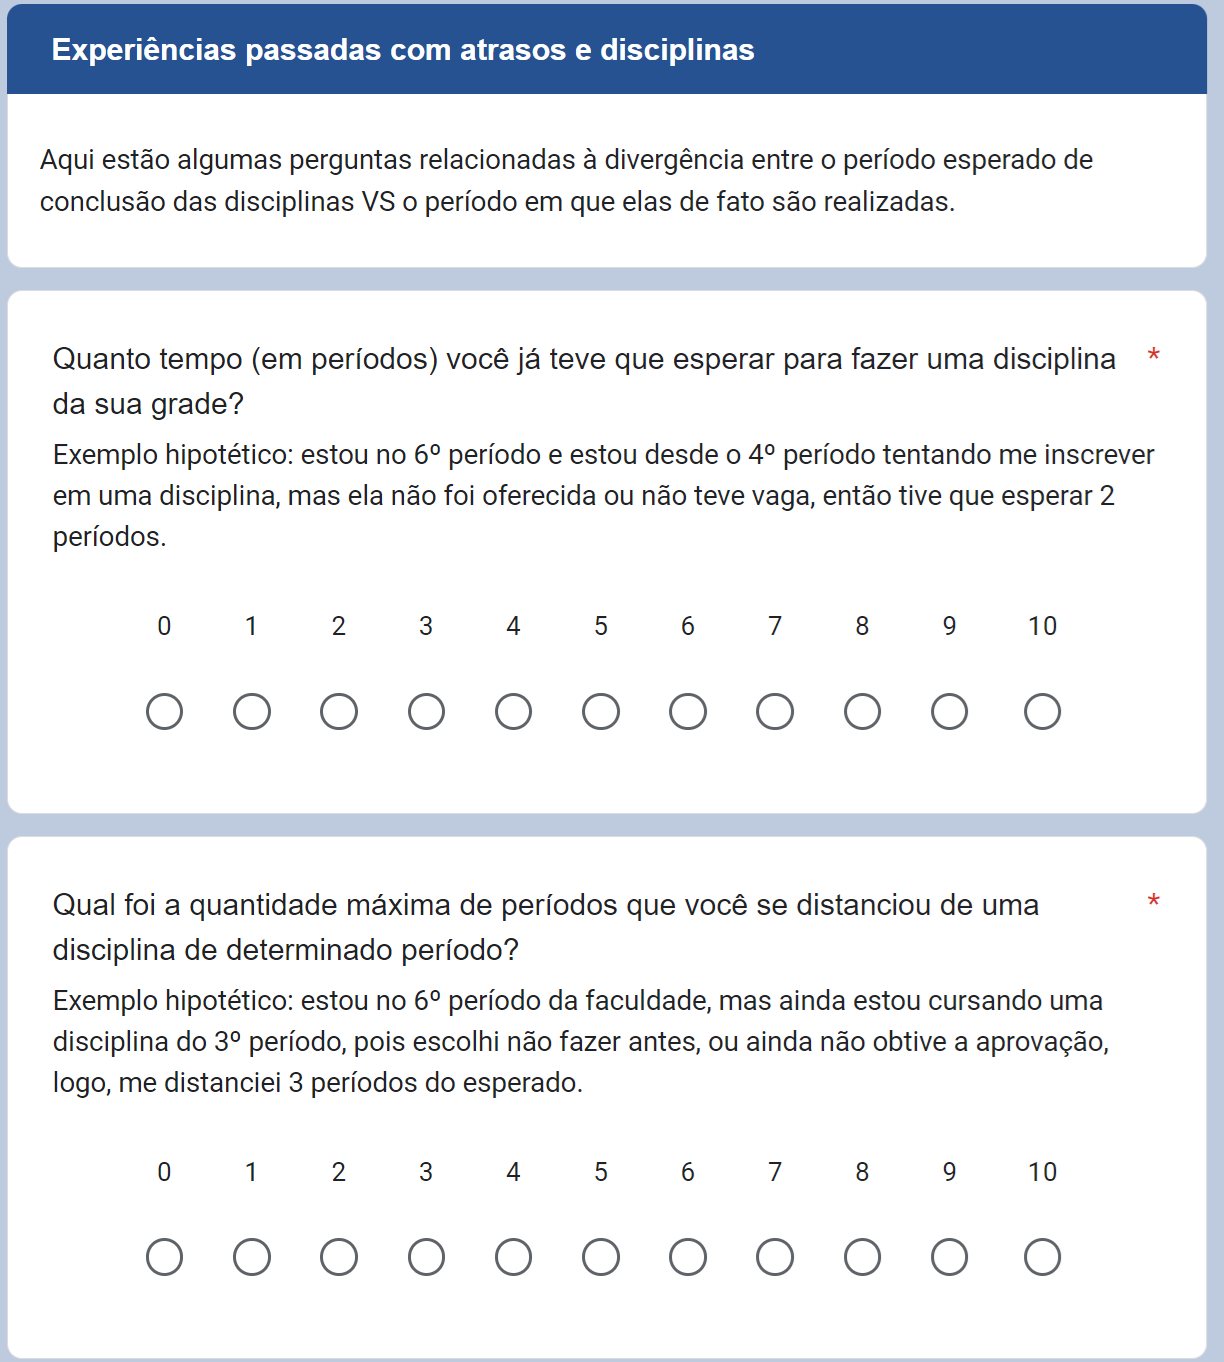 Experiências passadas com atrasos e disciplinas
Aqui estão algumas perguntas relacionadas à divergência entre o período esperado de
conclusão das disciplinas VS o período em que elas de fato são realizadas.
Quanto tempo (em períodos) você já teve que esperar para fazer uma disciplina *
da sua grade?
Exemplo hipotético: estou no 6º período e estou desde o 4º período tentando me inscrever
em uma disciplina, mas ela não foi oferecida ou não teve vaga, então tive que esperar 2
períodos.
0 1 2 3 4 5 6 7 8 9 10
Qual foi a quantidade máxima de períodos que você se distanciou de uma *
disciplina de determinado período?
Exemplo hipotético: estou no 6º período da faculdade, mas ainda estou cursando uma
disciplina do 3º período, pois escolhi não fazer antes, ou ainda não obtive a aprovação,
logo, me distanciei 3 períodos do esperado.
0 1 2 3 4 5 6 7 8 9 10